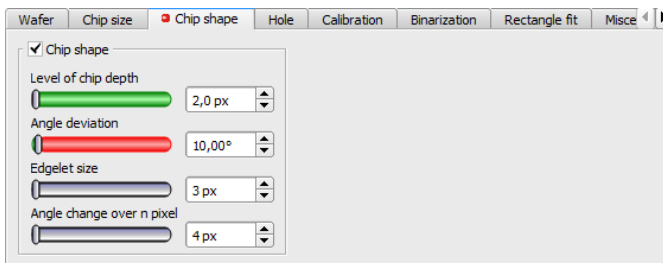 Wafer Chip size Chip shape Hole Calibration Binarization Rectangle fit Misce
Chip shape
Level of chip depth
2,0 px
Angle deviation
10,00°
Edgelet size
3 px
Angle change over n pixel
4 px